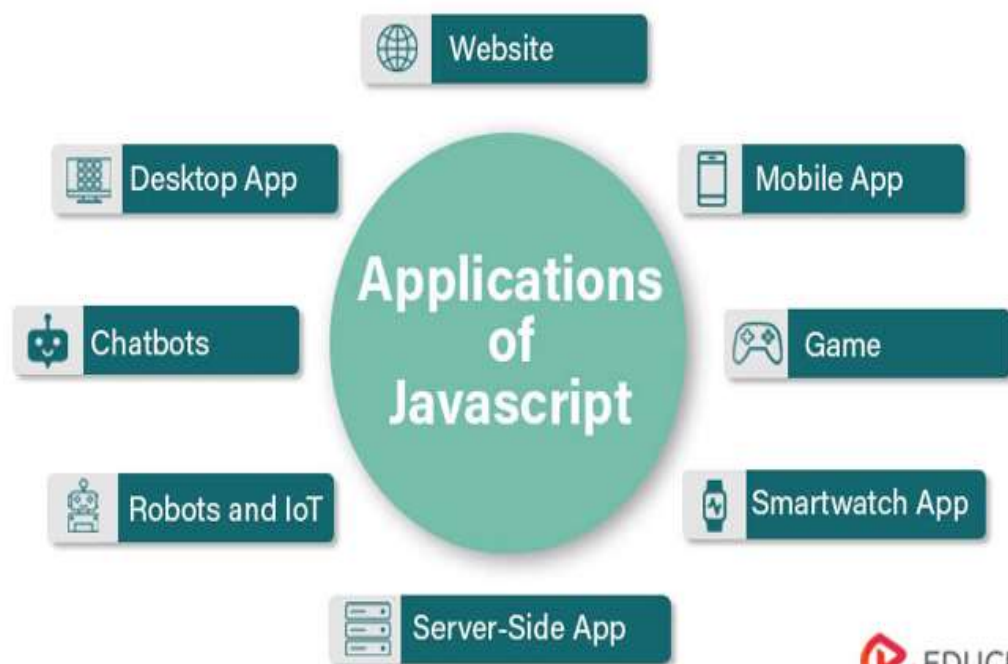 Website
Desktop App
Mobile App
Applications
of
Javascript
Chatbots
Game
Robots and IoT
Smartwatch App
Server-Side App